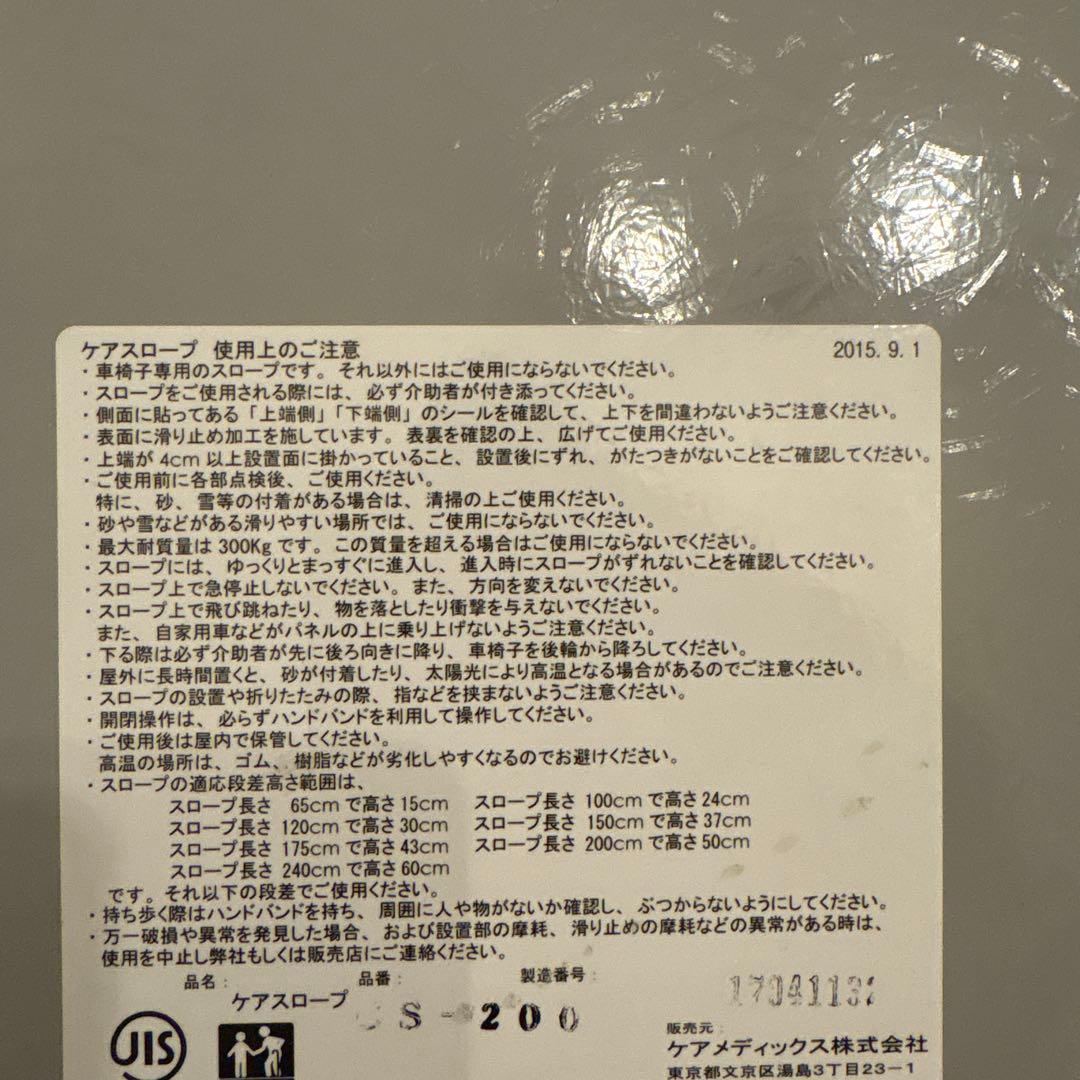 ケアスロープ 使用上のご注意 2015. 9. 1
・車椅子専用のスロープです。それ以外にはご使用にならないでください。
・スロープをご使用される際には、必ず介助者が付き添ってください。
・側面に貼ってある「上端側」「下端側」のシールを確認して、上下を間違わないようご注意ください。
・表面に滑り止め加工を施しています。表裏を確認の上、広げてご使用ください。
・上端が 4cm 以上設置面に掛かっていること、設置後にずれ、がたつきがないことをご確認してください。
・ご使用前に各部点検後、ご使用ください。
特に、砂、雪等の付着がある場合は、清掃の上ご使用ください。
・砂や雪などがある滑りやすい場所では、ご使用にならないでください。
・最大耐質量は 300Kg です。この質量を超える場合はご使用にならないでください。
・スロープには、ゆっくりとまっすぐに進入し、進入時にスロープがずれないことを確認してください。
・スロープ上で急停止しないでください。また、方向を変えないでください。
・スロープ上で飛び跳ねたり、物を落としたり衝撃を与えないでください。
また、自家用車などがパネルの上に乗り上げないようご注意ください。
・下る際は必ず介助者が先に後ろ向きに降り、車椅子を後輪から降ろしてください。
・屋外に長時間置くと、砂が付着したり、太陽光により高温となる場合があるのでご注意ください。
・スロープの設置や折りたたみの際、指などを挟まないようご注意ください。
・開閉操作は、必らずハンドバンドを利用して操作してください。
・ご使用後は屋内で保管してください。
高温の場所は、ゴム、樹脂などが劣化しやすくなるのでお避けください。
・スロープの適応段差高さ範囲は、
スロープ長さ 65cm で高さ 15cm スロープ長さ 100cm で高さ 24cm
スロープ長さ 120cm で高さ 30cm スロープ長さ 150cm で高さ 37cm
スロープ長さ 175cm で高さ 43cm スロープ長さ 200cm で高さ 50cm
スロープ長さ 240cm で高さ 60cm
です。それ以下の段差でご使用ください。
・持ち歩く際はハンドバンドを持ち、周囲に人や物がないか確認し、ぶつからないようにしてください。
・万一破損や異常を発見した場合、および設置部の摩耗、滑り止めの摩耗などの異常がある時は、
使用を中止し弊社もしくは販売店にご連絡ください。
品名： 品番： 製造番号：
ケアスロープ S-200
JIS
販売元：
ケアメディックス株式会社
東京都文京区湯島3丁目23-1